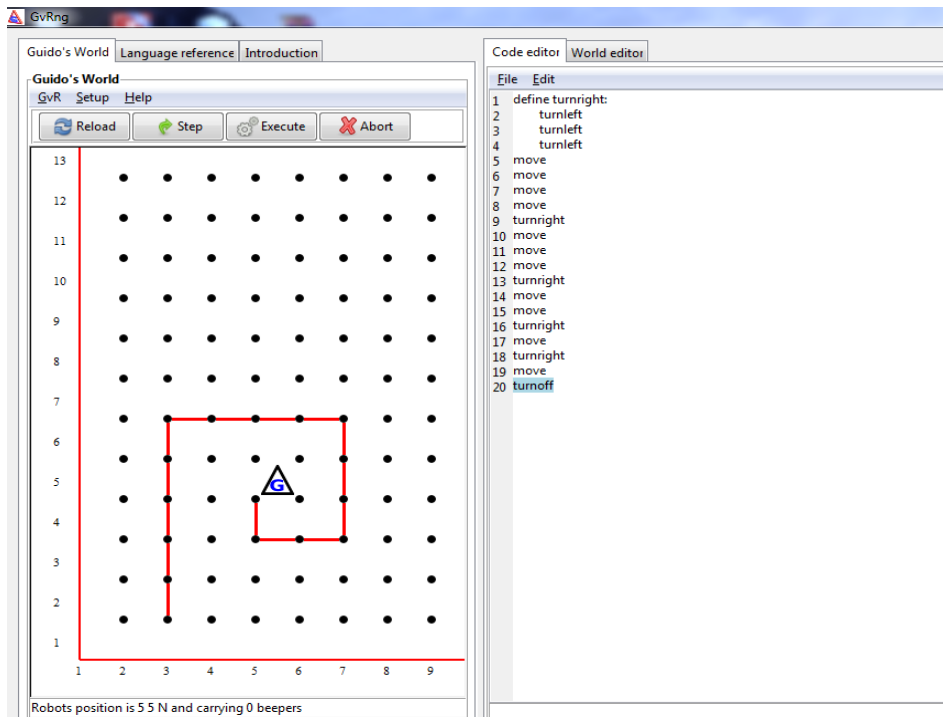 GvRng
Guido's World Language reference Introduction
Guido's World
GvR Setup Help
Reload Step Execute Abort
13
12
11
10
9
8
7
6
5
4
3
2
1
G
1 2 3 4 5 6 7 8 9
Robots position is 5 5 N and carrying 0 beepers
Code editor World editor
File Edit
1 define turnright:
2 turnleft
3 turnleft
4 turnleft
5 move
6 move
7 move
8 move
9 turnright
10 move
11 move
12 move
13 turnright
14 move
15 move
16 turnright
17 move
18 turnright
19 move
20 turnoff